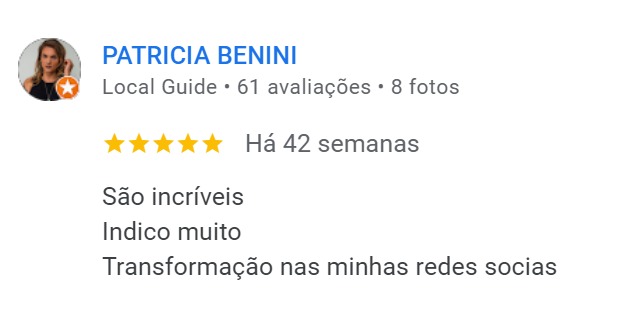 PATRICIA BENINI
Local Guide • 61 avaliações • 8 fotos
Há 42 semanas
São incríveis
Indico muito
Transformação nas minhas redes socias